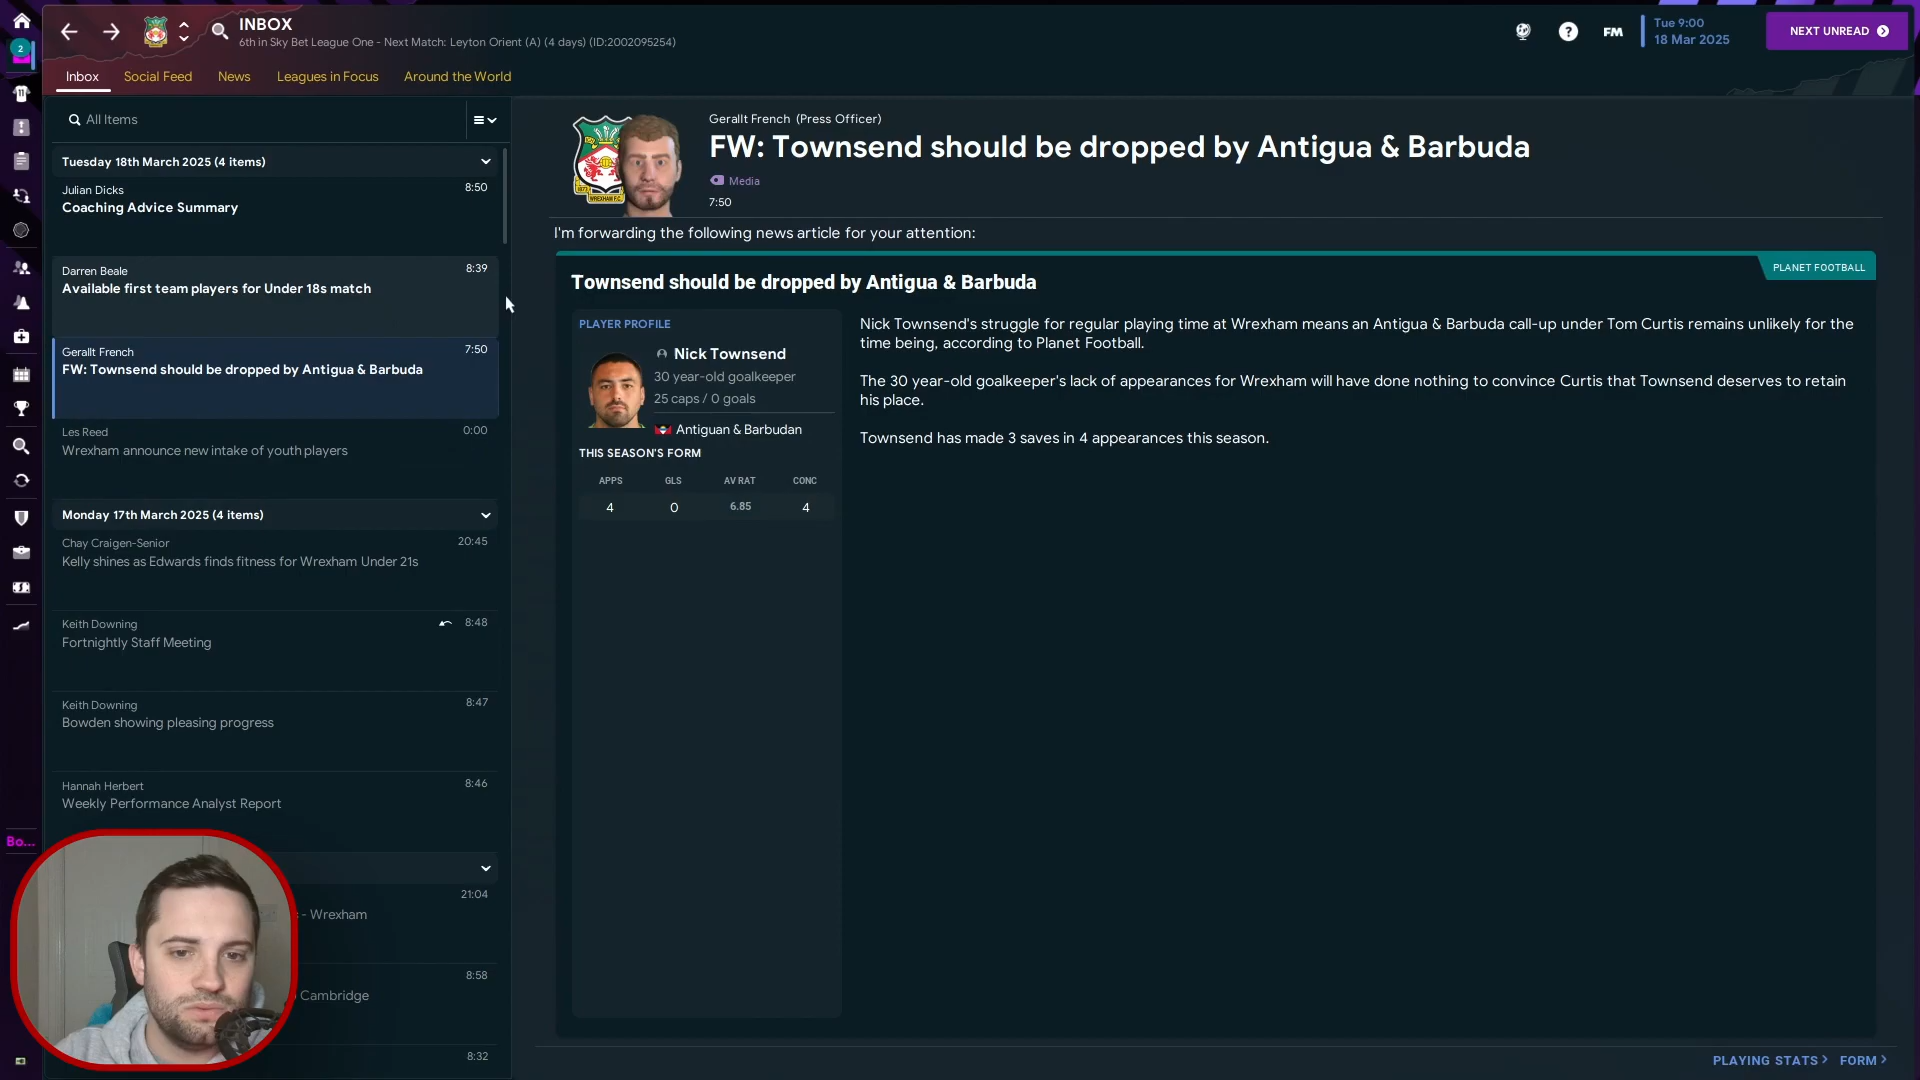 INBOX
6th in Sky Bet League One - Next Match: Leyton Orient (A) (4 days) (ID:2002095254)
FM
Tue 9:00
18 Mar 2025
NEXT UNREAD
2
Inbox
Social Feed
News
Leagues in Focus
Around the World
All Items
Tuesday 18th March 2025 (4 items)
Julian Dicks
8:50
Coaching Advice Summary
Darren Beale
8:39
Available first team players for Under 18s match
Gerallt French
7:50
FW: Townsend should be dropped by Antigua & Barbuda
Les Reed
0:00
Wrexham announce new intake of youth players
Monday 17th March 2025 (4 items)
Chay Craigen-Senior
20:45
Kelly shines as Edwards finds fitness for Wrexham Under 21s
Keith Downing
8:48
Fortnightly Staff Meeting
Keith Downing
8:47
Bowden showing pleasing progress
Hannah Herbert
8:46
Weekly Performance Analyst Report
Bo...
21:04
- Wrexham
8:58
Cambridge
8:32
Gerallt French (Press Officer)
FW: Townsend should be dropped by Antigua & Barbuda
Media
7:50
I'm forwarding the following news article for your attention:
PLANET FOOTBALL
Townsend should be dropped by Antigua & Barbuda
PLAYER PROFILE
Nick Townsend
30 year-old goalkeeper
25 caps / 0 goals
Antiguan & Barbudan
THIS SEASON'S FORM
APPS GLS AV RAT CONC
4 0 6.85 4
Nick Townsend's struggle for regular playing time at Wrexham means an Antigua & Barbuda call-up under Tom Curtis remains unlikely for the
time being, according to Planet Football.
The 30 year-old goalkeeper's lack of appearances for Wrexham will have done nothing to convince Curtis that Townsend deserves to retain
his place.
Townsend has made 3 saves in 4 appearances this season.
PLAYING STATS
FORM